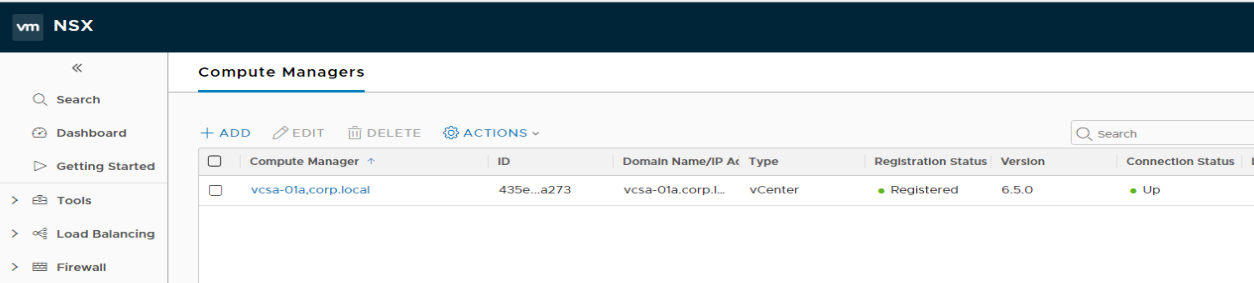 vm NSX
Compute Managers
Search
Dashboard
Getting Started
Tools
Load Balancing
Firewall
ADD EDIT DELETE ACTIONS Search
Compute Manager ID Domain Name/IP Ac Type Registration Status Version Connection Status
vcsa-01a,corp.local 435e...a273 vcsa-01a.corp.l... vCenter Registered 6.5.0 Up